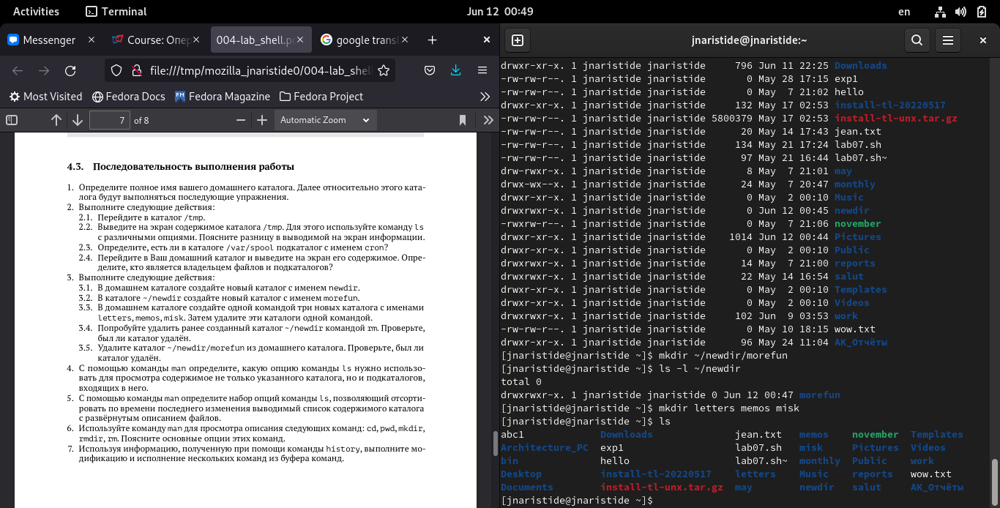 Activities Terminal Jun 12 00:49 en
Messenger × Course: Опер × 004-lab_shell.p × google transl × + ×
file:///tmp/mozilla_jnaristide0/004-lab_shel
Most Visited Fedora Docs Fedora Magazine Fedora Project
7 of 8 Automatic Zoom
4.3. Последовательность выполнения работы
1. Определите полное имя вашего домашнего каталога. Далее относительно этого ката-
лога будут выполняться последующие упражнения.
2. Выполните следующие действия:
2.1. Перейдите в каталог /tmp.
2.2. Выведите на экран содержимое каталога /tmp. Для этого используйте команду ls
с различными опциями. Поясните разницу в выводимой на экран информации.
2.3. Определите, есть ли в каталоге /var/spool подкаталог с именем cron?
2.4. Перейдите в Ваш домашний каталог и выведите на экран его содержимое. Опре-
делите, кто является владельцем файлов и подкаталогов?
3. Выполните следующие действия:
3.1. В домашнем каталоге создайте новый каталог с именем newdir.
3.2. В каталоге ~/newdir создайте новый каталог с именем morefun.
3.3. В домашнем каталоге создайте одной командой три новых каталога с именами
letters, memos, misk. Затем удалите эти каталоги одной командой.
3.4. Попробуйте удалить ранее созданный каталог ~/newdir командой rm. Проверьте,
был ли каталог удалён.
3.5. Удалите каталог ~/newdir/morefun из домашнего каталога. Проверьте, был ли
каталог удалён.
4. С помощью команды man определите, какую опцию команды ls нужно использо-
вать для просмотра содержимое не только указанного каталога, но и подкаталогов,
входящих в него.
5. С помощью команды man определите набор опций команды ls, позволяющий отсорти-
ровать по времени последнего изменения выводимый список содержимого каталога
с развёрнутым описанием файлов.
6. Используйте команду man для просмотра описания следующих команд: cd, pwd, mkdir,
rmdir, rm. Поясните основные опции этих команд.
7. Используя информацию, полученную при помощи команды history, выполните мо-
дификацию и исполнение нескольких команд из буфера команд.
jnaristide@jnaristide:~
drwxr-xr-x. 1 jnaristide jnaristide 796 Jun 11 22:25 Downloads
-rw-rw-r--. 1 jnaristide jnaristide 0 May 28 17:15 exp1
-rw-rw-r--. 1 jnaristide jnaristide 0 May 7 21:02 hello
drwxrwxr-x. 1 jnaristide jnaristide 132 May 17 02:53 install-tl-20220517
-rw-rw-r--. 1 jnaristide jnaristide 5800379 May 17 02:53 install-tl-unx.tar.gz
-rw-rw-r--. 1 jnaristide jnaristide 20 May 14 17:43 jean.txt
-rw-rw-r--. 1 jnaristide jnaristide 134 May 21 17:24 lab07.sh
-rw-rw-r--. 1 jnaristide jnaristide 97 May 21 16:44 lab07.sh~
drw-rwxr-x. 1 jnaristide jnaristide 8 May 7 21:01 may
drwx-wx--x. 1 jnaristide jnaristide 24 May 7 20:47 monthly
drwxr-xr-x. 1 jnaristide jnaristide 0 May 2 00:10 Music
drwxrwxr-x. 1 jnaristide jnaristide 0 Jun 12 00:45 newdir
-rwxrw-r--. 1 jnaristide jnaristide 0 May 7 21:06 november
drwxr-xr-x. 1 jnaristide jnaristide 1014 Jun 12 00:44 Pictures
drwxr-xr-x. 1 jnaristide jnaristide 0 May 2 00:10 Public
drwxrwxr-x. 1 jnaristide jnaristide 14 May 7 21:00 reports
drwxrwxr-x. 1 jnaristide jnaristide 22 May 14 16:54 salut
drwxr-xr-x. 1 jnaristide jnaristide 0 May 2 00:10 Templates
drwxr-xr-x. 1 jnaristide jnaristide 0 May 2 00:10 Videos
drwxrwxr-x. 1 jnaristide jnaristide 102 Jun 9 03:53 work
-rw-rw-r--. 1 jnaristide jnaristide 0 May 10 18:15 wow.txt
drwxr-xr-x. 1 jnaristide jnaristide 96 May 24 11:04 АК_Отчёты
[jnaristide@jnaristide ~]$ mkdir ~/newdir/morefun
[jnaristide@jnaristide ~]$ ls -l ~/newdir
total 0
drwxrwxr-x. 1 jnaristide jnaristide 0 Jun 12 00:47 morefun
[jnaristide@jnaristide ~]$ mkdir letters memos misk
[jnaristide@jnaristide ~]$ ls
abc1 Downloads jean.txt memos november Templates
Architecture_PC exp1 lab07.sh misk Pictures Videos
bin hello lab07.sh~ monthly Public work
Desktop install-tl-20220517 letters Music reports wow.txt
Documents install-tl-unx.tar.gz may newdir salut АК_Отчёты
[jnaristide@jnaristide ~]$